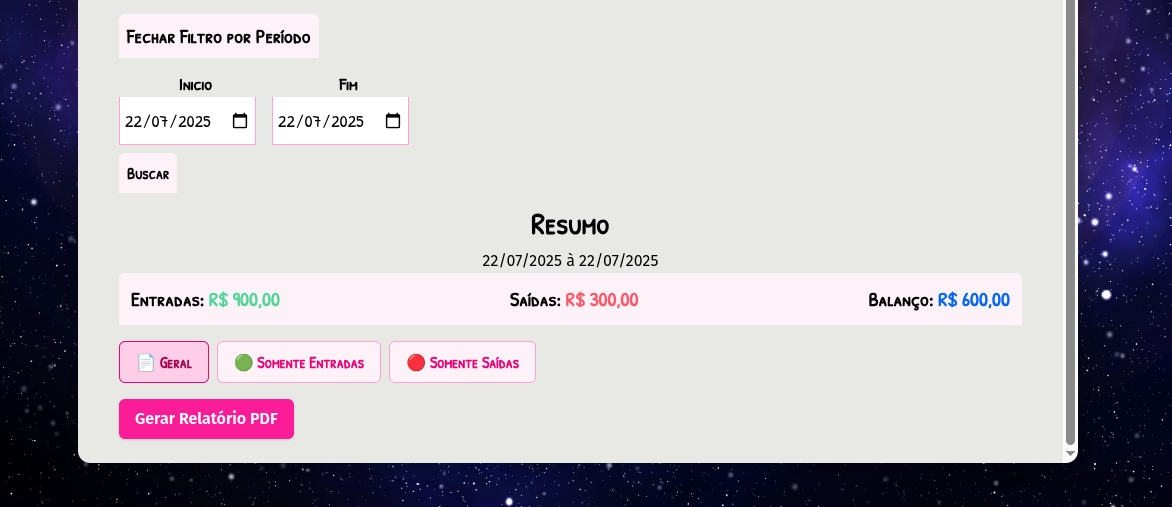 Fechar Filtro por Período
Inicio Fim
22/07/2025 22/07/2025
Buscar
Resumo
22/07/2025 à 22/07/2025
Entradas: R$ 900,00 Saídas: R$ 300,00 Balanço: R$ 600,00
Geral Somente Entradas Somente Saídas
Gerar Relatório PDF